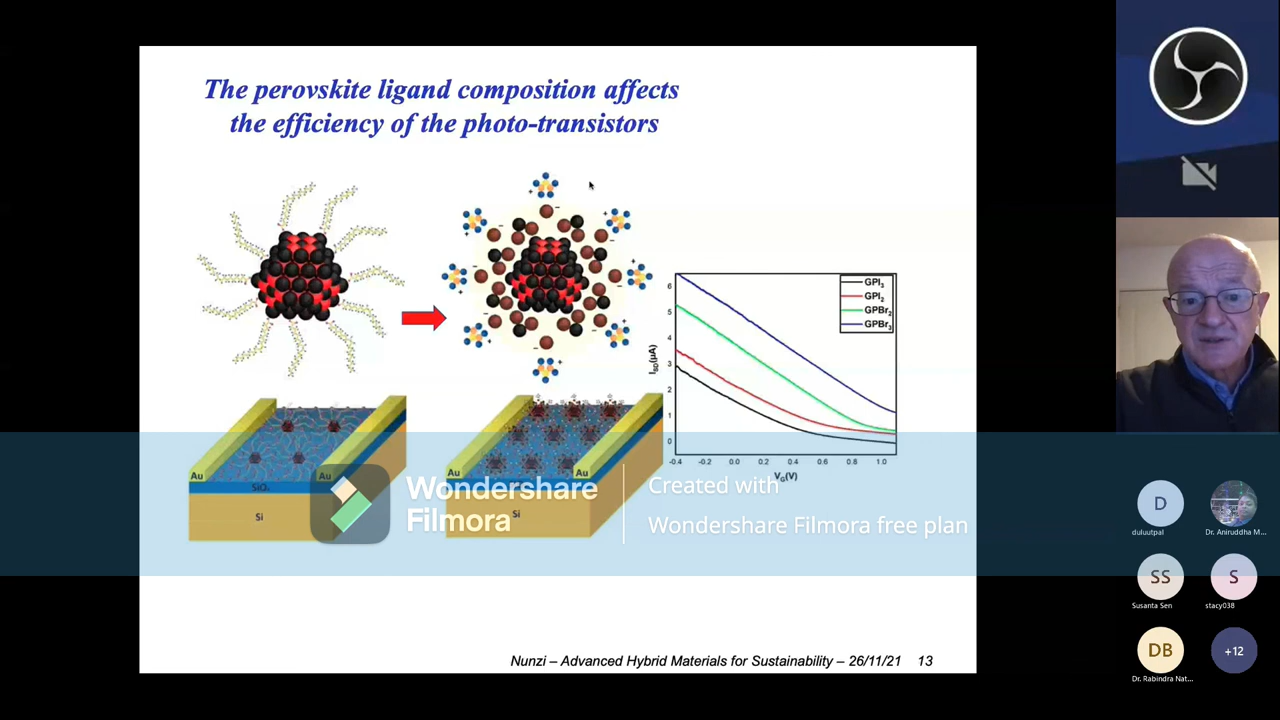 The perovskite ligand composition affects
the efficiency of the photo-transistors
GPI₃
GPI₂
GPBr₂
GPBr₃
6
5
4
3
2
1
0
I_SD(μA)
-0.4 -0.2 0.0 0.2 0.4 0.6 0.8 1.0
V_G(V)
Au
Au
SiO₂
Si
Au
Au
Si
Wondershare
Filmora
Created with
Wondershare Filmora free plan
Nunzi – Advanced Hybrid Materials for Sustainability – 26/11/21 13
D
duluutpal
Dr. Aniruddha M...
SS
Susanta Sen
S
stacy038
DB
Dr. Rabindra Nat...
+12